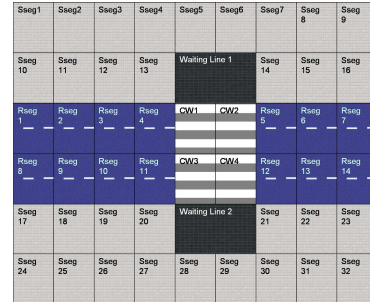 Sseg1 Sseg2 Sseg3 Sseg4 Sseg5 Sseg6 Sseg7 Sseg Sseg
8 9
Sseg Sseg Sseg Sseg Waiting Line 1 Sseg Sseg Sseg
10 11 12 13 14 15 16
Rseg Rseg Rseg Rseg CW1 CW2 Rseg Rseg Rseg
1 2 3 4 5 6 7
Rseg Rseg Rseg Rseg CW3 CW4 Rseg Rseg Rseg
8 9 10 11 12 13 14
Sseg Sseg Sseg Sseg Waiting Line 2 Sseg Sseg Sseg
17 18 19 20 21 22 23
Sseg Sseg Sseg Sseg Sseg Sseg Sseg Sseg Sseg
24 25 26 27 28 29 30 31 32